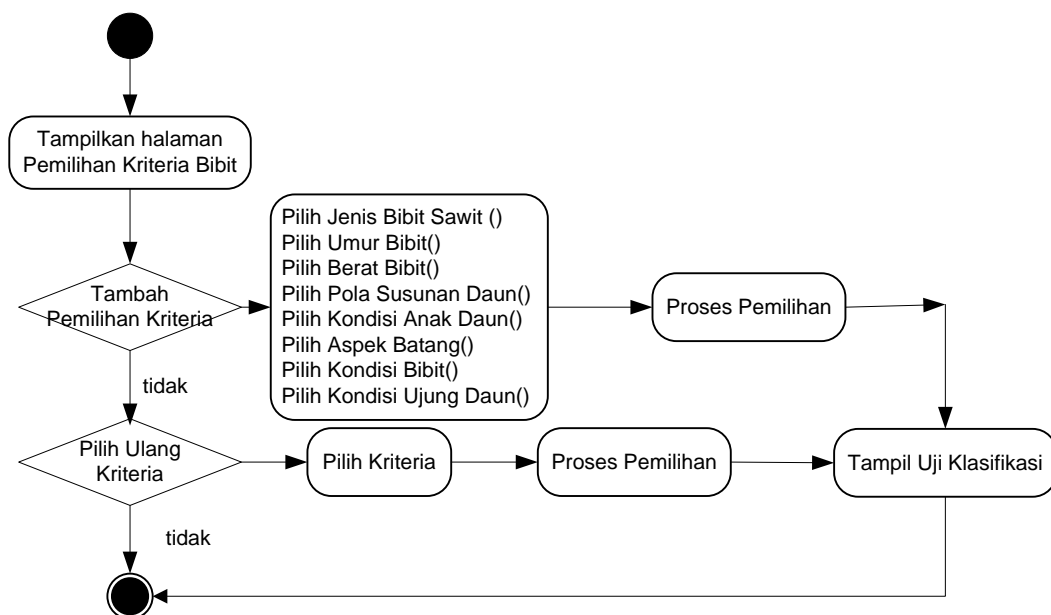 Tampilkan halaman
Pemilihan Kriteria Bibit
Pilih Jenis Bibit Sawit ()
Pilih Umur Bibit()
Pilih Berat Bibit()
Pilih Pola Susunan Daun()
Pilih Kondisi Anak Daun()
Pilih Aspek Batang()
Pilih Kondisi Bibit()
Pilih Kondisi Ujung Daun()
Tambah
Pemilihan Kriteria
Proses Pemilihan
tidak
Pilih Ulang
Kriteria
Pilih Kriteria
Proses Pemilihan
Tampil Uji Klasifikasi
tidak